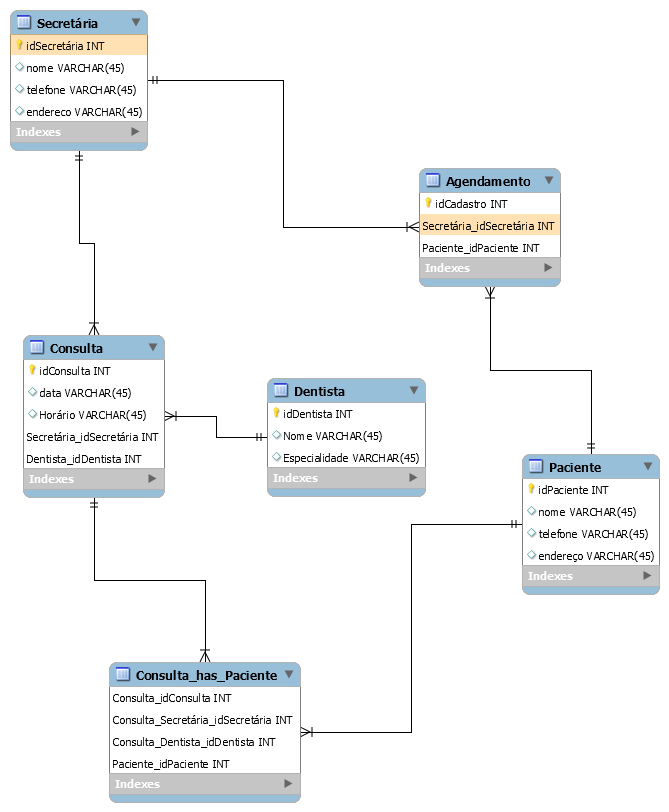 Secretária
idSecretária INT
nome VARCHAR(45)
telefone VARCHAR(45)
endereco VARCHAR(45)
Indexes
Agendamento
idCadastro INT
Secretária_idSecretária INT
Paciente_idPaciente INT
Indexes
Consulta
idConsulta INT
data VARCHAR(45)
Horário VARCHAR(45)
Secretária_idSecretária INT
Dentista_idDentista INT
Indexes
Dentista
idDentista INT
Nome VARCHAR(45)
Especialidade VARCHAR(45)
Indexes
Paciente
idPaciente INT
nome VARCHAR(45)
telefone VARCHAR(45)
endereço VARCHAR(45)
Indexes
Consulta_has_Paciente
Consulta_idConsulta INT
Consulta_Secretária_idSecretária INT
Consulta_Dentista_idDentista INT
Paciente_idPaciente INT
Indexes